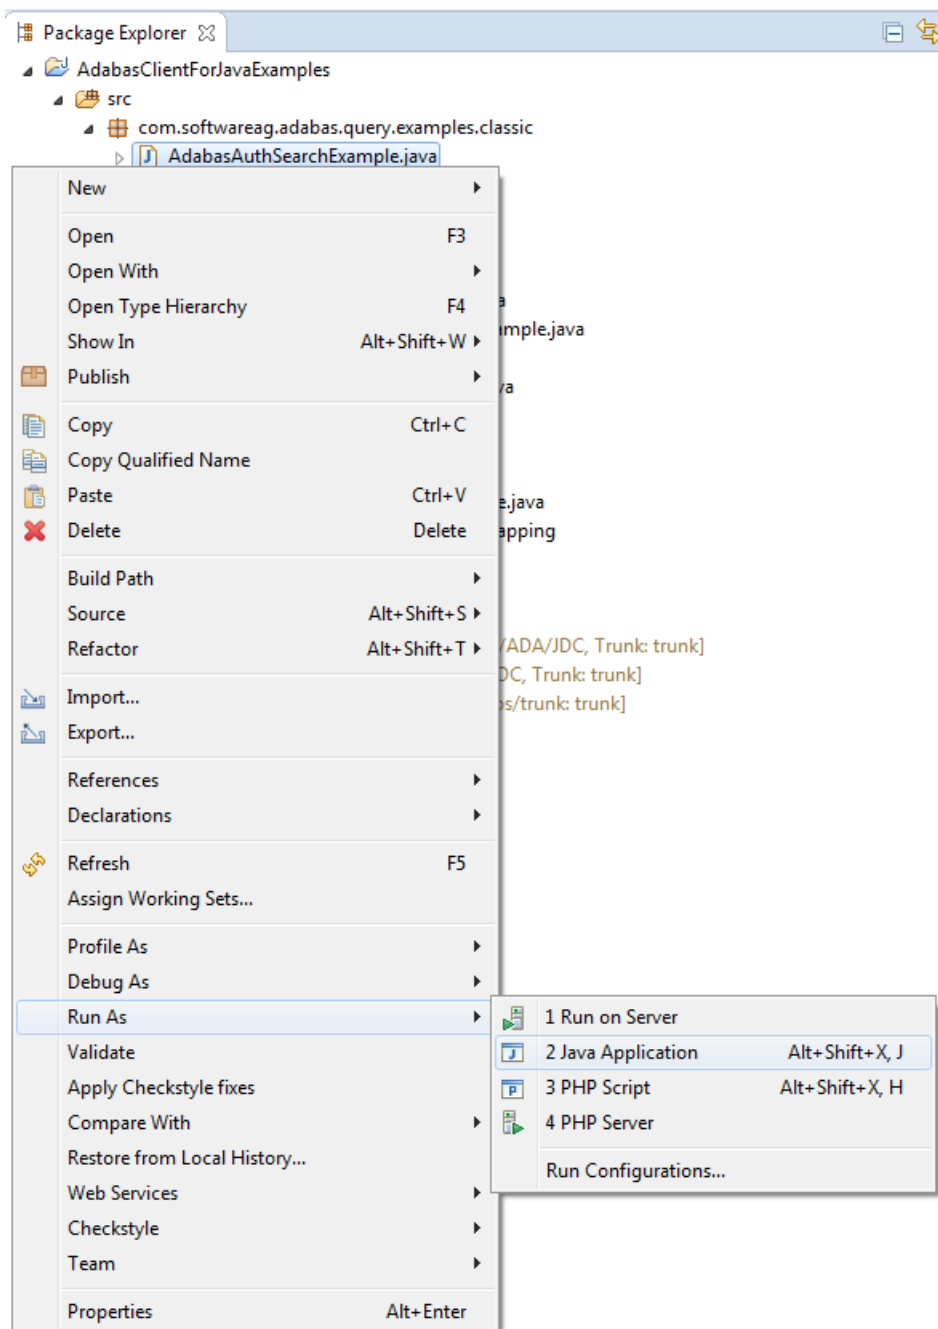 Package Explorer
AdabasClientForJavaExamples
src
com.softwareag.adabas.query.examples.classic
AdabasAuthSearchExample.java
New
Open F3
Open With
Open Type Hierarchy F4
Show In Alt+Shift+W
mple.java
Publish
Copy Ctrl+C
Copy Qualified Name
Paste Ctrl+V
e.java
Delete Delete
apping
Build Path
Source Alt+Shift+S
Refactor Alt+Shift+T
/ADA/JDC, Trunk: trunk]
DC, Trunk: trunk]
Import...
os/trunk: trunk]
Export...
References
Declarations
Refresh F5
Assign Working Sets...
Profile As
Debug As
Run As
1 Run on Server
Validate
2 Java Application Alt+Shift+X, J
Apply Checkstyle fixes
3 PHP Script Alt+Shift+X, H
Compare With
4 PHP Server
Restore from Local History...
Run Configurations...
Web Services
Checkstyle
Team
Properties Alt+Enter